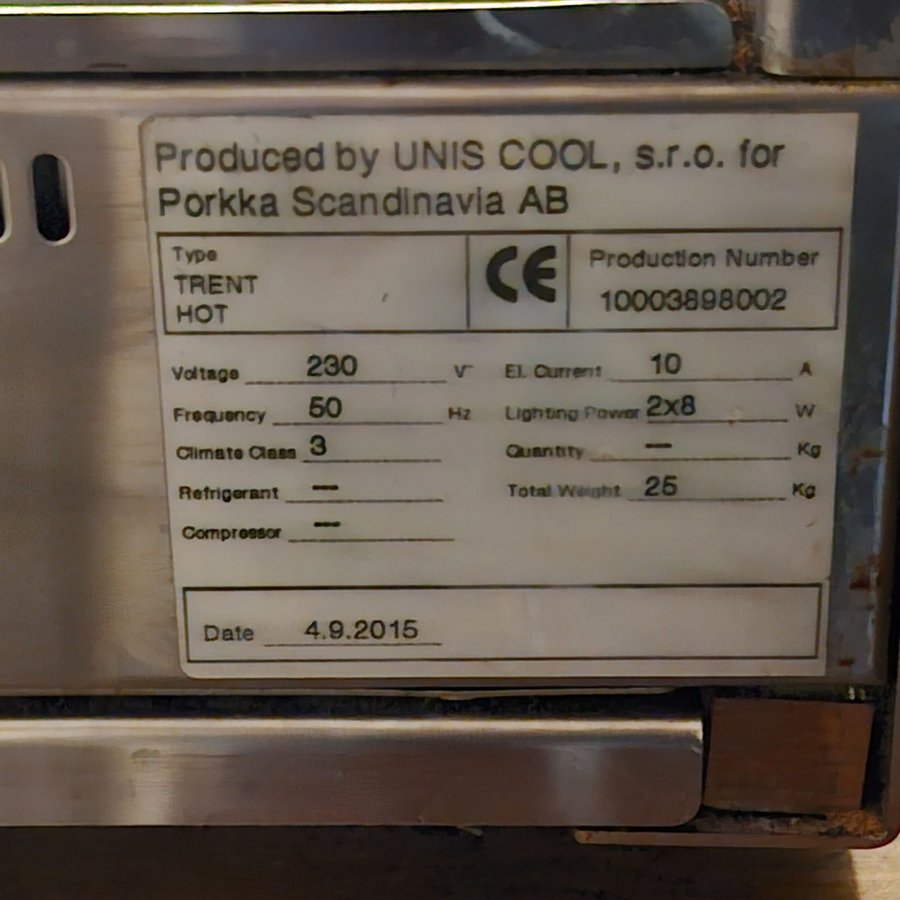 Produced by UNIS COOL, s.r.o. for
Porkka Scandinavia AB
Type
TRENT
HOT
CE
Production Number
10003898002
Voltage 230 V
El. Current 10 A
Frequency 50 Hz
Lighting Power 2x8 W
Climate Class 3
Quantity — Kg
Refrigerant —
Total Weight 25 Kg
Compressor —
Date 4.9.2015